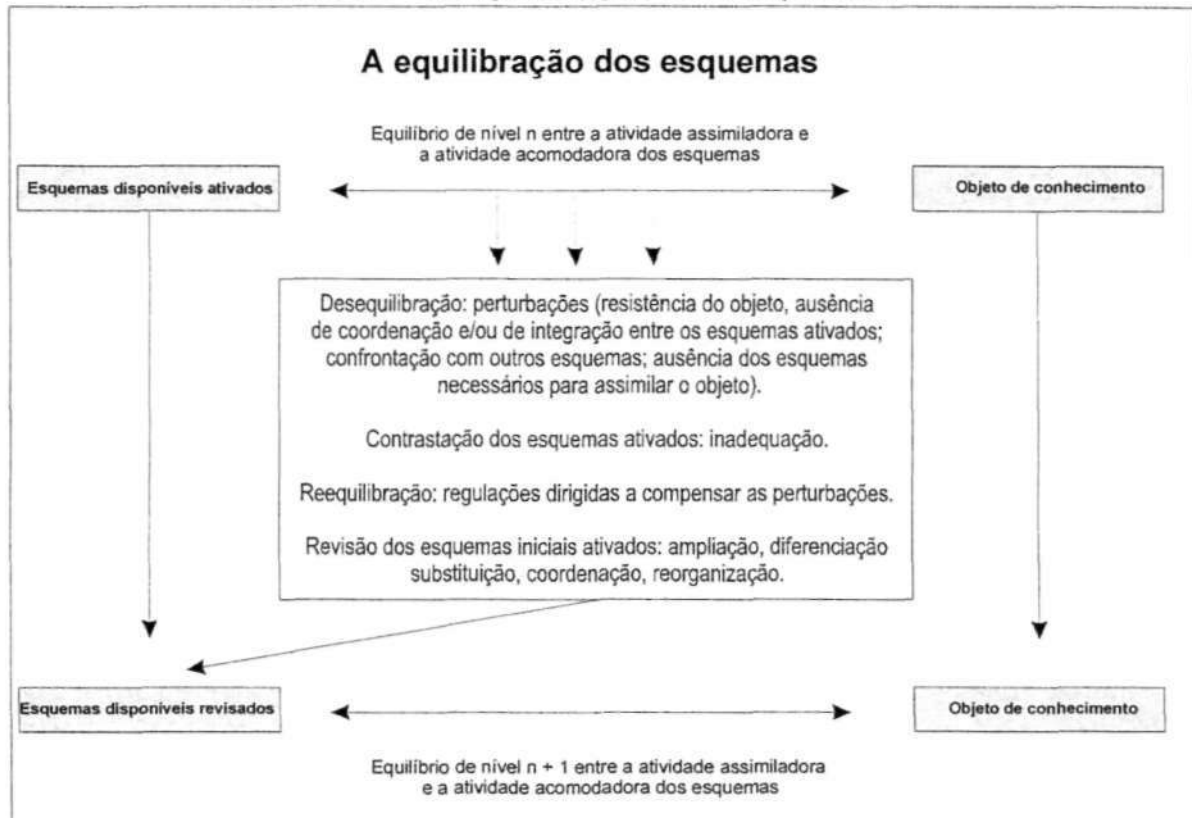 A equilibração dos esquemas
Equilíbrio de nível n entre a atividade assimiladora e
a atividade acomodadora dos esquemas
Esquemas disponíveis ativados
Objeto de conhecimento
Desequilibração: perturbações (resistência do objeto, ausência
de coordenação e/ou de integração entre os esquemas ativados;
confrontação com outros esquemas; ausência dos esquemas
necessários para assimilar o objeto).
Contrastação dos esquemas ativados: inadequação.
Reequilibração: regulações dirigidas a compensar as perturbações.
Revisão dos esquemas iniciais ativados: ampliação, diferenciação
substituição, coordenação, reorganização.
Esquemas disponíveis revisados
Objeto de conhecimento
Equilíbrio de nível n + 1 entre a atividade assimiladora
e a atividade acomodadora dos esquemas